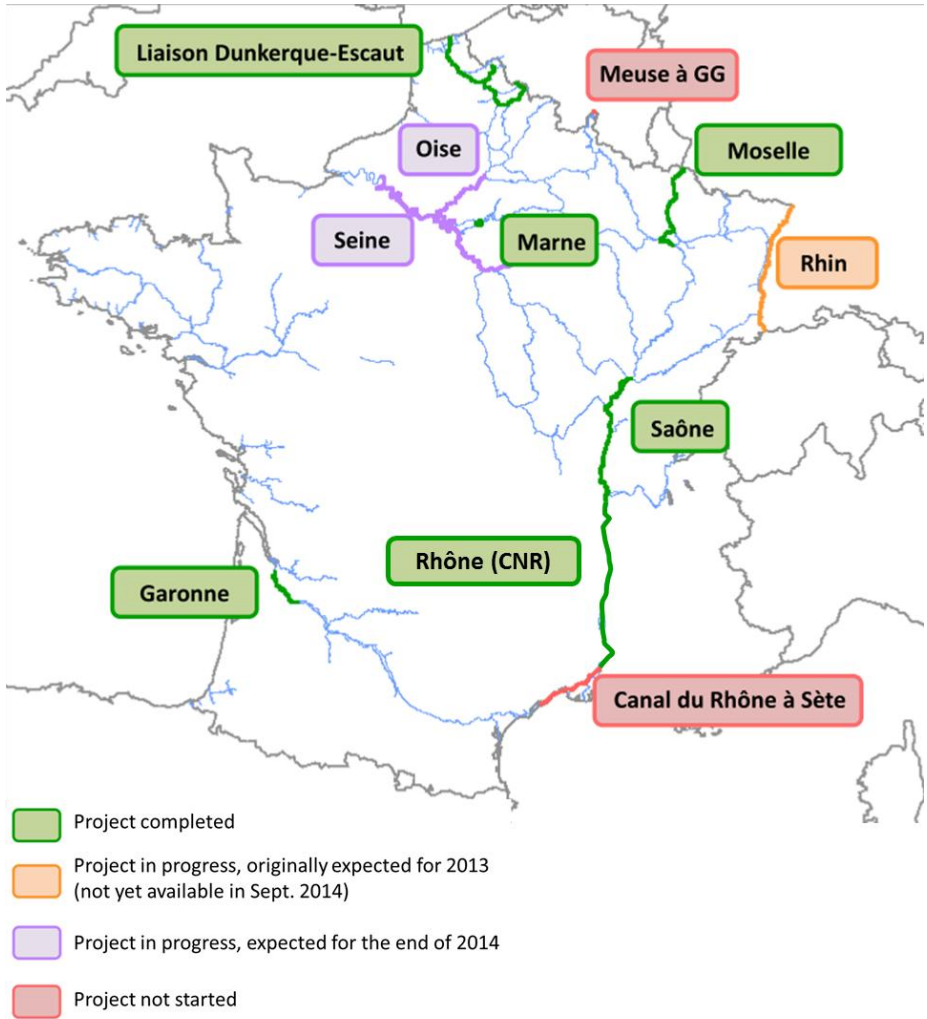 Liaison Dunkerque-Escaut
Meuse à GG
Oise
Moselle
Seine
Marne
Rhin
Saône
Rhône (CNR)
Garonne
Canal du Rhône à Sète
Project completed
Project in progress, originally expected for 2013
(not yet available in Sept. 2014)
Project in progress, expected for the end of 2014
Project not started